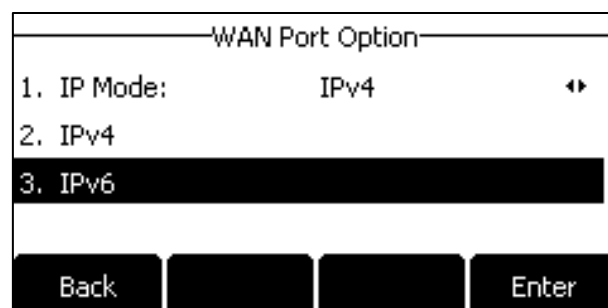 WAN Port Option
1. IP Mode: IPv4
2. IPv4
3. IPv6
Back Enter